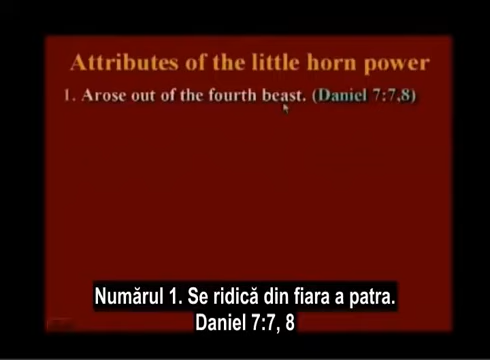 Attributes of the little horn power
1. Arose out of the fourth beast. (Daniel 7:7,8)
Numărul 1. Se ridică din fiara a patra.
Daniel 7:7, 8